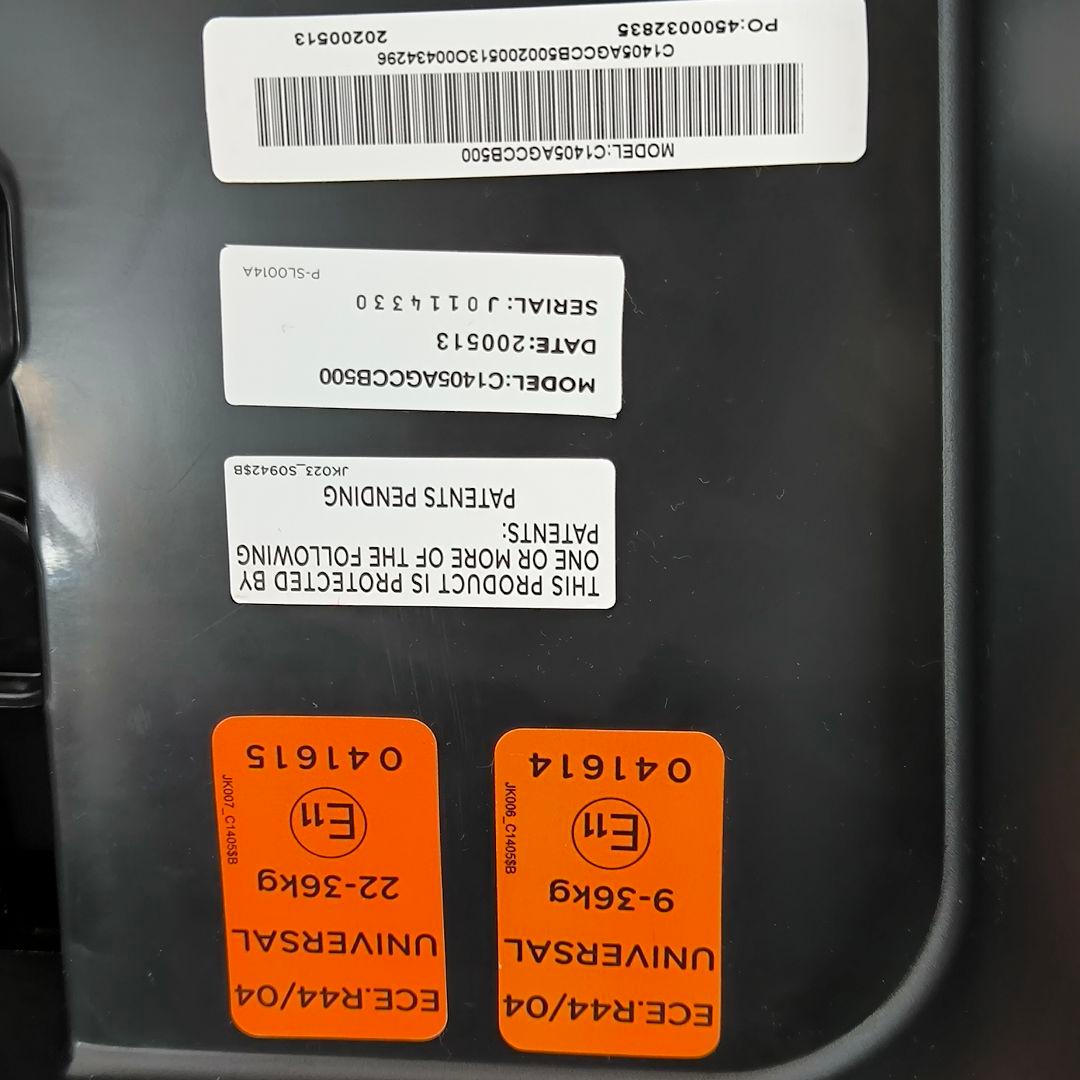 ECE.R44/04
UNIVERSAL
9-36kg
E11
041614
JK006_C1405$B
ECE.R44/04
UNIVERSAL
22-36kg
E11
041615
JK007_C1405$B
THIS PRODUCT IS PROTECTED BY
ONE OR MORE OF THE FOLLOWING
PATENTS:
PATENTS PENDING
JK023_S0942$B
MODEL:C1405AGCCB500
DATE:200513
SERIAL: J0114330
P-SL0014A
MODEL:C1405AGCCB500
C1405AGCCB500200513O00434296
PO:4500032835 20200513